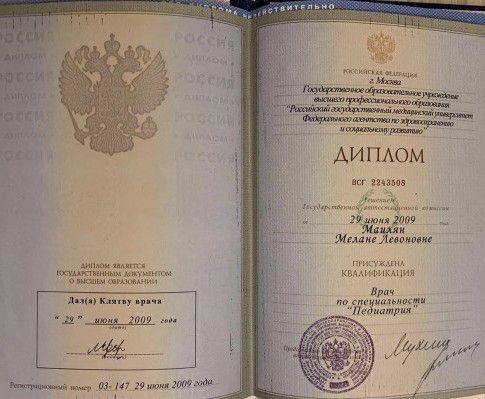 ДИПЛОМ ЯВЛЯЕТСЯ
ГОСУДАРСТВЕННЫМ ДОКУМЕНТОМ
О ВЫСШЕМ ОБРАЗОВАНИИ
Дал(а) Клятву врача
"29" июня 2009 года
(дата)
Регистрационный номер 03-147 29 июня 2009 года
РОССИЙСКАЯ ФЕДЕРАЦИЯ
г. Москва
Государственное образовательное учреждение
высшего профессионального образования
"Российский государственный медицинский университет
Федерального агентства по здравоохранению
и социальному развитию"
ДИПЛОМ
ВСГ 2243508
Решением
Государственной аттестационной комиссии
от 29 июня 2009 года
Маилян
Мелане Левоновне
ПРИСУЖДЕНА
КВАЛИФИКАЦИЯ
Врач
по специальности
"Педиатрия"